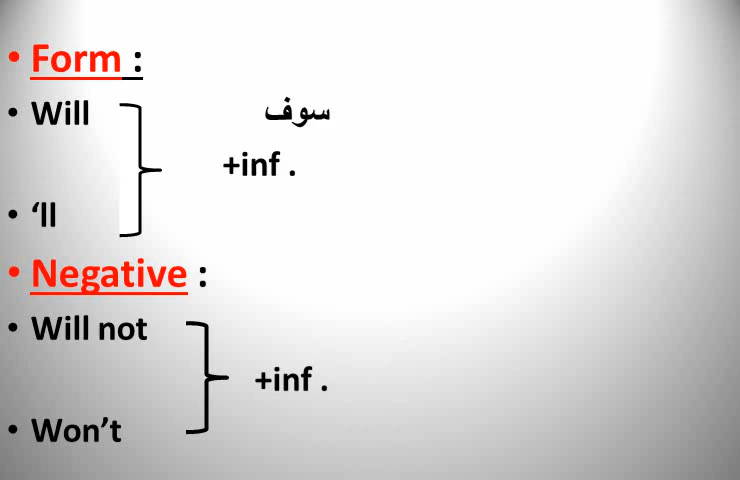 • Form :
• Will
سوف
+inf .
• ‘ll
• Negative :
• Will not
+inf .
• Won’t